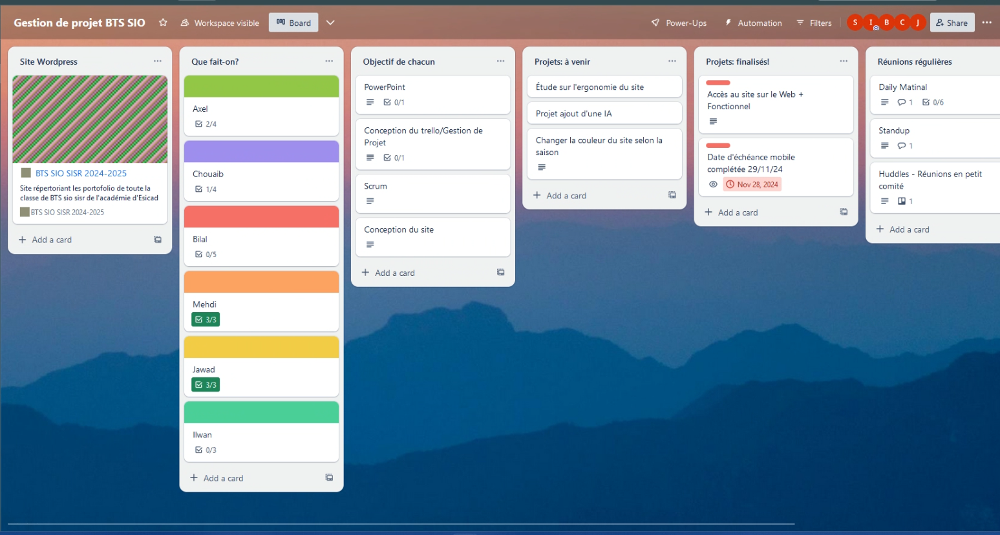 Gestion de projet BTS SIO
Workspace visible
Board
Power-Ups
Automation
Filters
S
I
B
C
J
Share
Site Wordpress
BTS SIO SISR 2024-2025
Site répertoriant les portofolio de toute la
classe de BTS sio sisr de l'académie d'Esicad
BTS SIO SISR 2024-2025
Add a card
Que fait-on?
Axel
2/4
Chouaib
1/4
Bilal
0/5
Mehdi
3/3
Jawad
3/3
Ilwan
0/3
Add a card
Objectif de chacun
PowerPoint
0/1
Conception du trello/Gestion de
Projet
0/1
Scrum
Conception du site
Add a card
Projets: à venir
Étude sur l'ergonomie du site
Projet ajout d'une IA
Changer la couleur du site selon la
saison
Add a card
Projets: finalisés!
Accès au site sur le Web +
Fonctionnel
Date d'échéance mobile
complétée 29/11/24
Nov 28, 2024
Add a card
Réunions régulières
Daily Matinal
1
0/6
Standup
1
Huddles - Réunions en petit
comité
1
Add a card